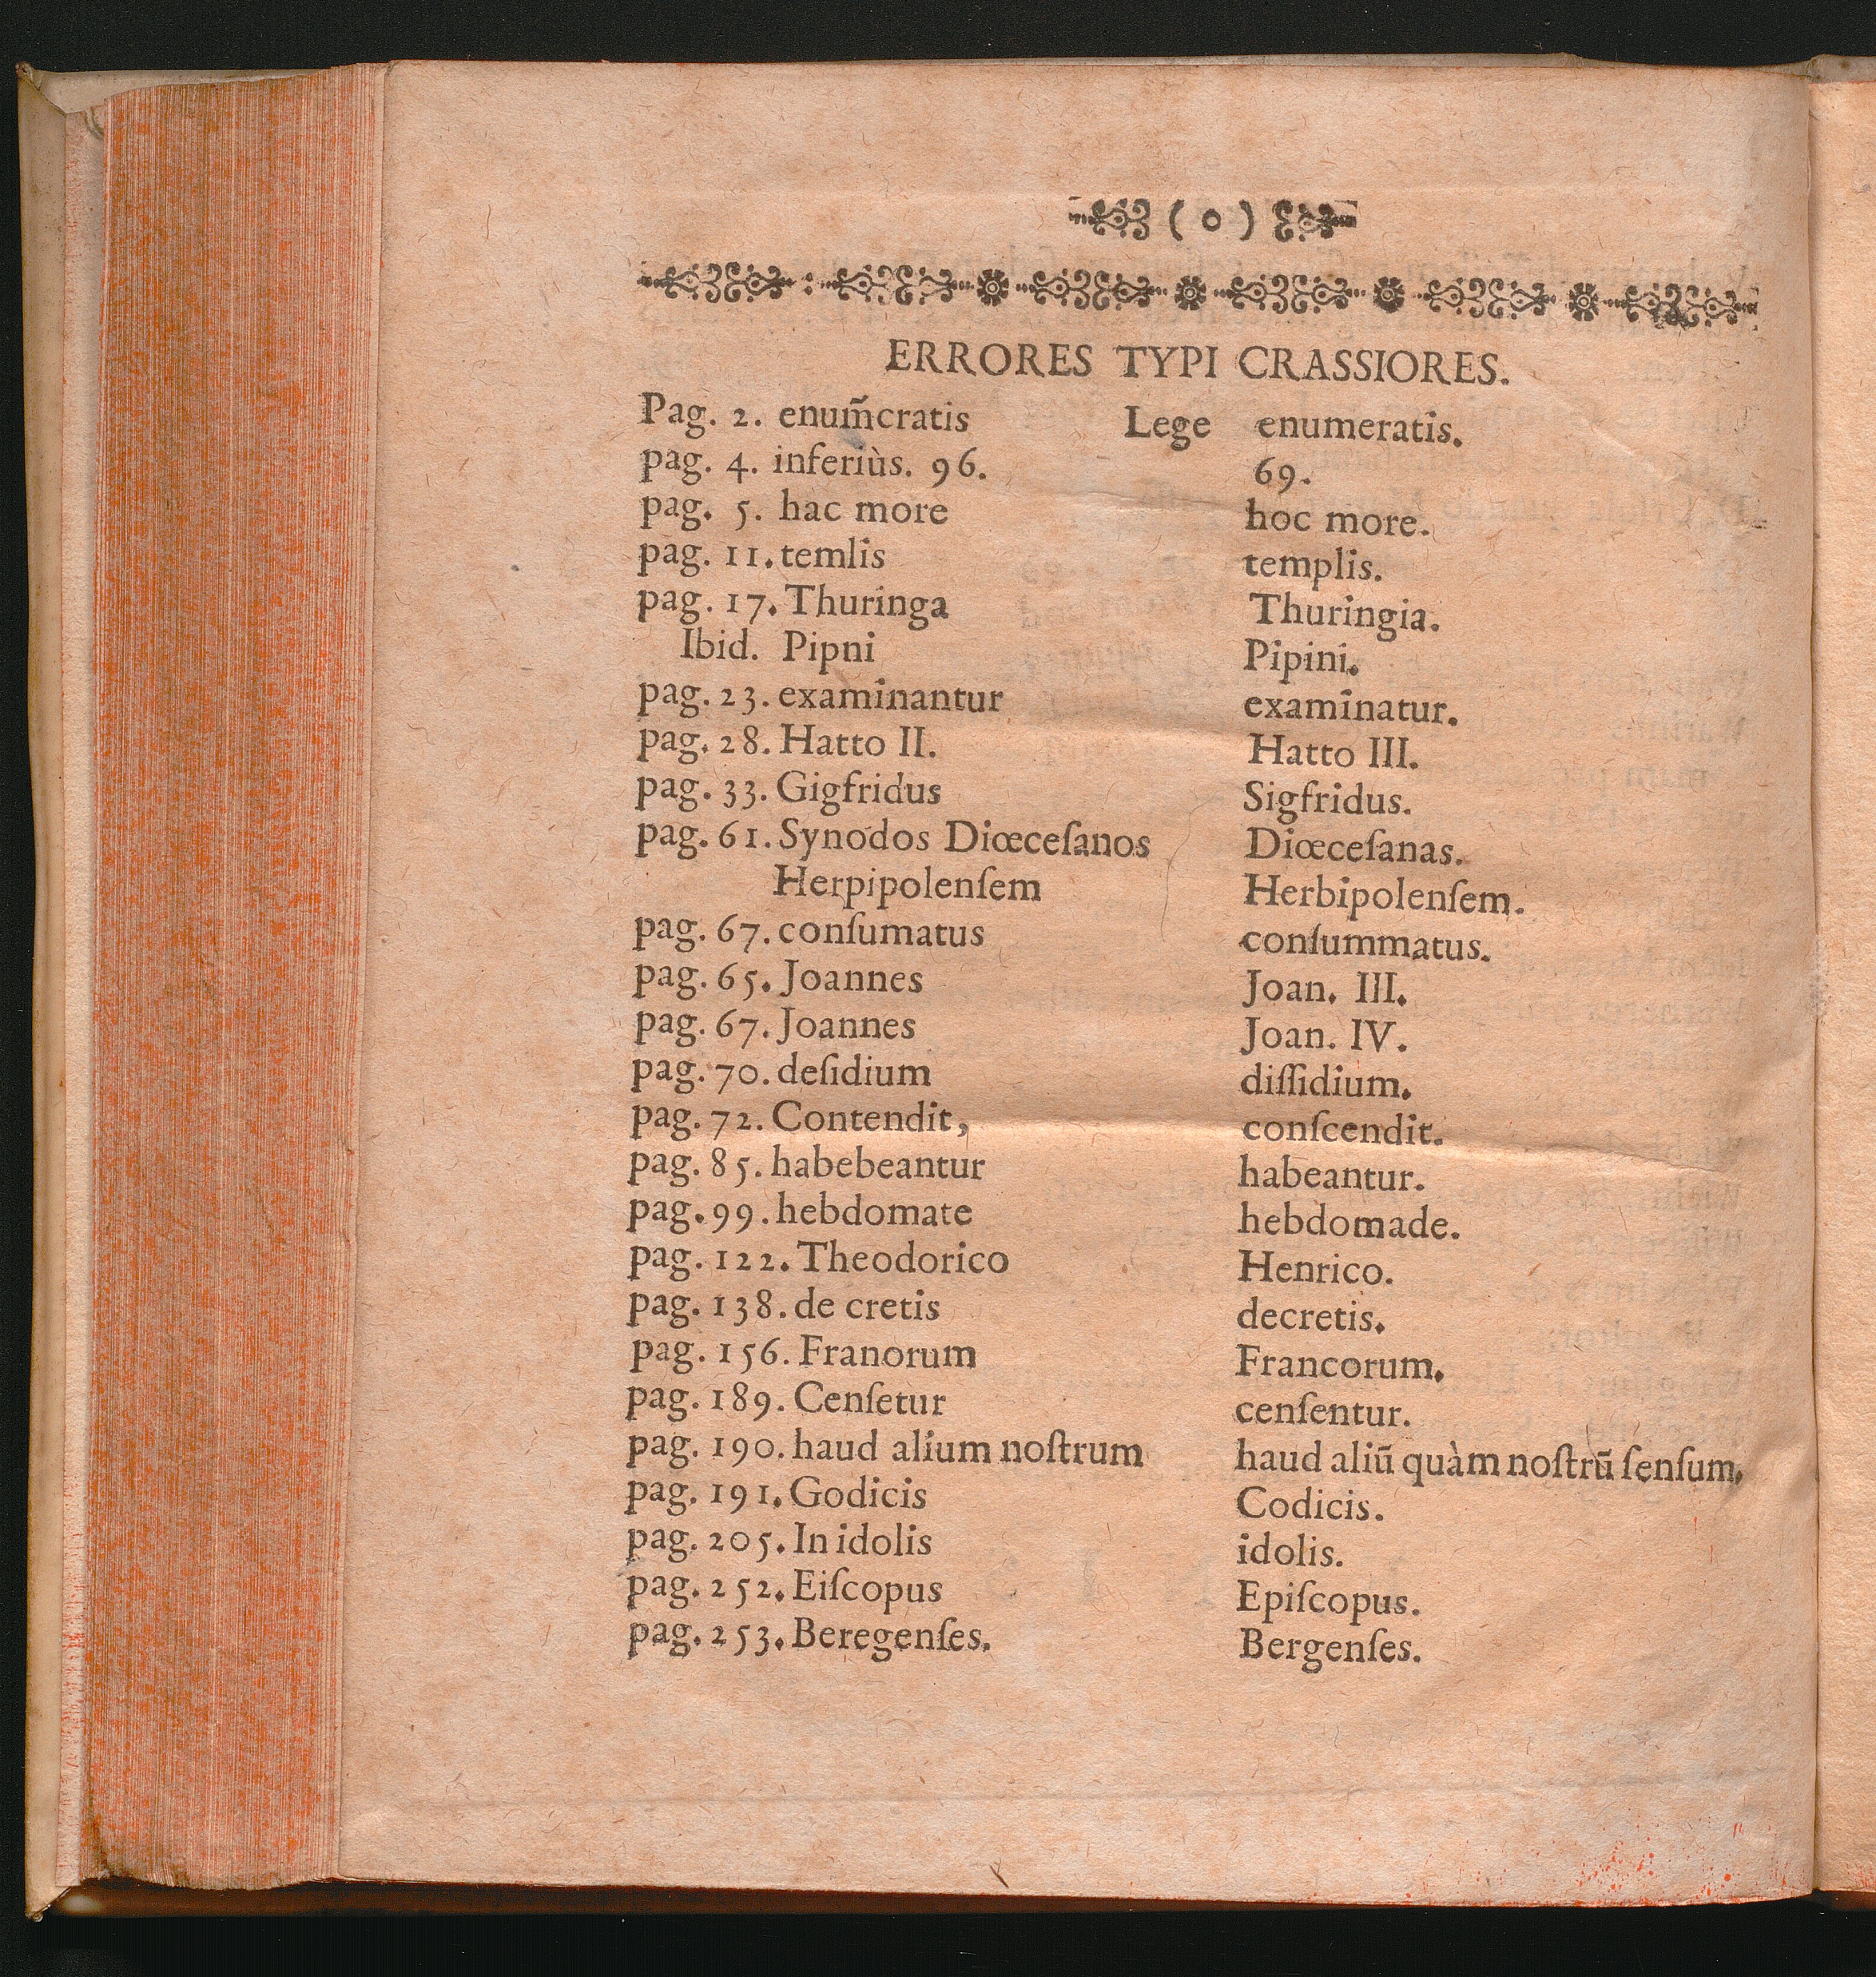 ( o )
ERRORES TYPI CRASSIORES.
Pag. 2. enum̃cratis Lege enumeratis.
pag. 4. inferiùs. 96. 69.
pag. 5. hac more hoc more.
pag. 11. temlis templis.
pag. 17. Thuringa Thuringia.
Ibid. Pipni Pipini.
pag. 23. examinantur examinatur.
pag. 28. Hatto II. Hatto III.
pag. 33. Gigfridus Sigfridus.
pag. 61. Synodos Diœceſanos Diœceſanas.
Herpipolenſem Herbipolenſem.
pag. 67. conſumatus conſummatus.
pag. 65. Joannes Joan. III.
pag. 67. Joannes Joan. IV.
pag. 70. deſidium diſſidium.
pag. 72. Contendit, conſcendit.
pag. 85. habebeantur habeantur.
pag. 99. hebdomate hebdomade.
pag. 122. Theodorico Henrico.
pag. 138. de cretis decretis.
pag. 156. Franorum Francorum.
pag. 189. Cenſetur cenſentur.
pag. 190. haud alium noſtrum haud aliũ quàm noſtrũ ſenſum.
pag. 191. Godicis Codicis.
pag. 205. In idolis idolis.
pag. 252. Eiſcopus Epiſcopus.
pag. 253. Beregenſes. Bergenſes.